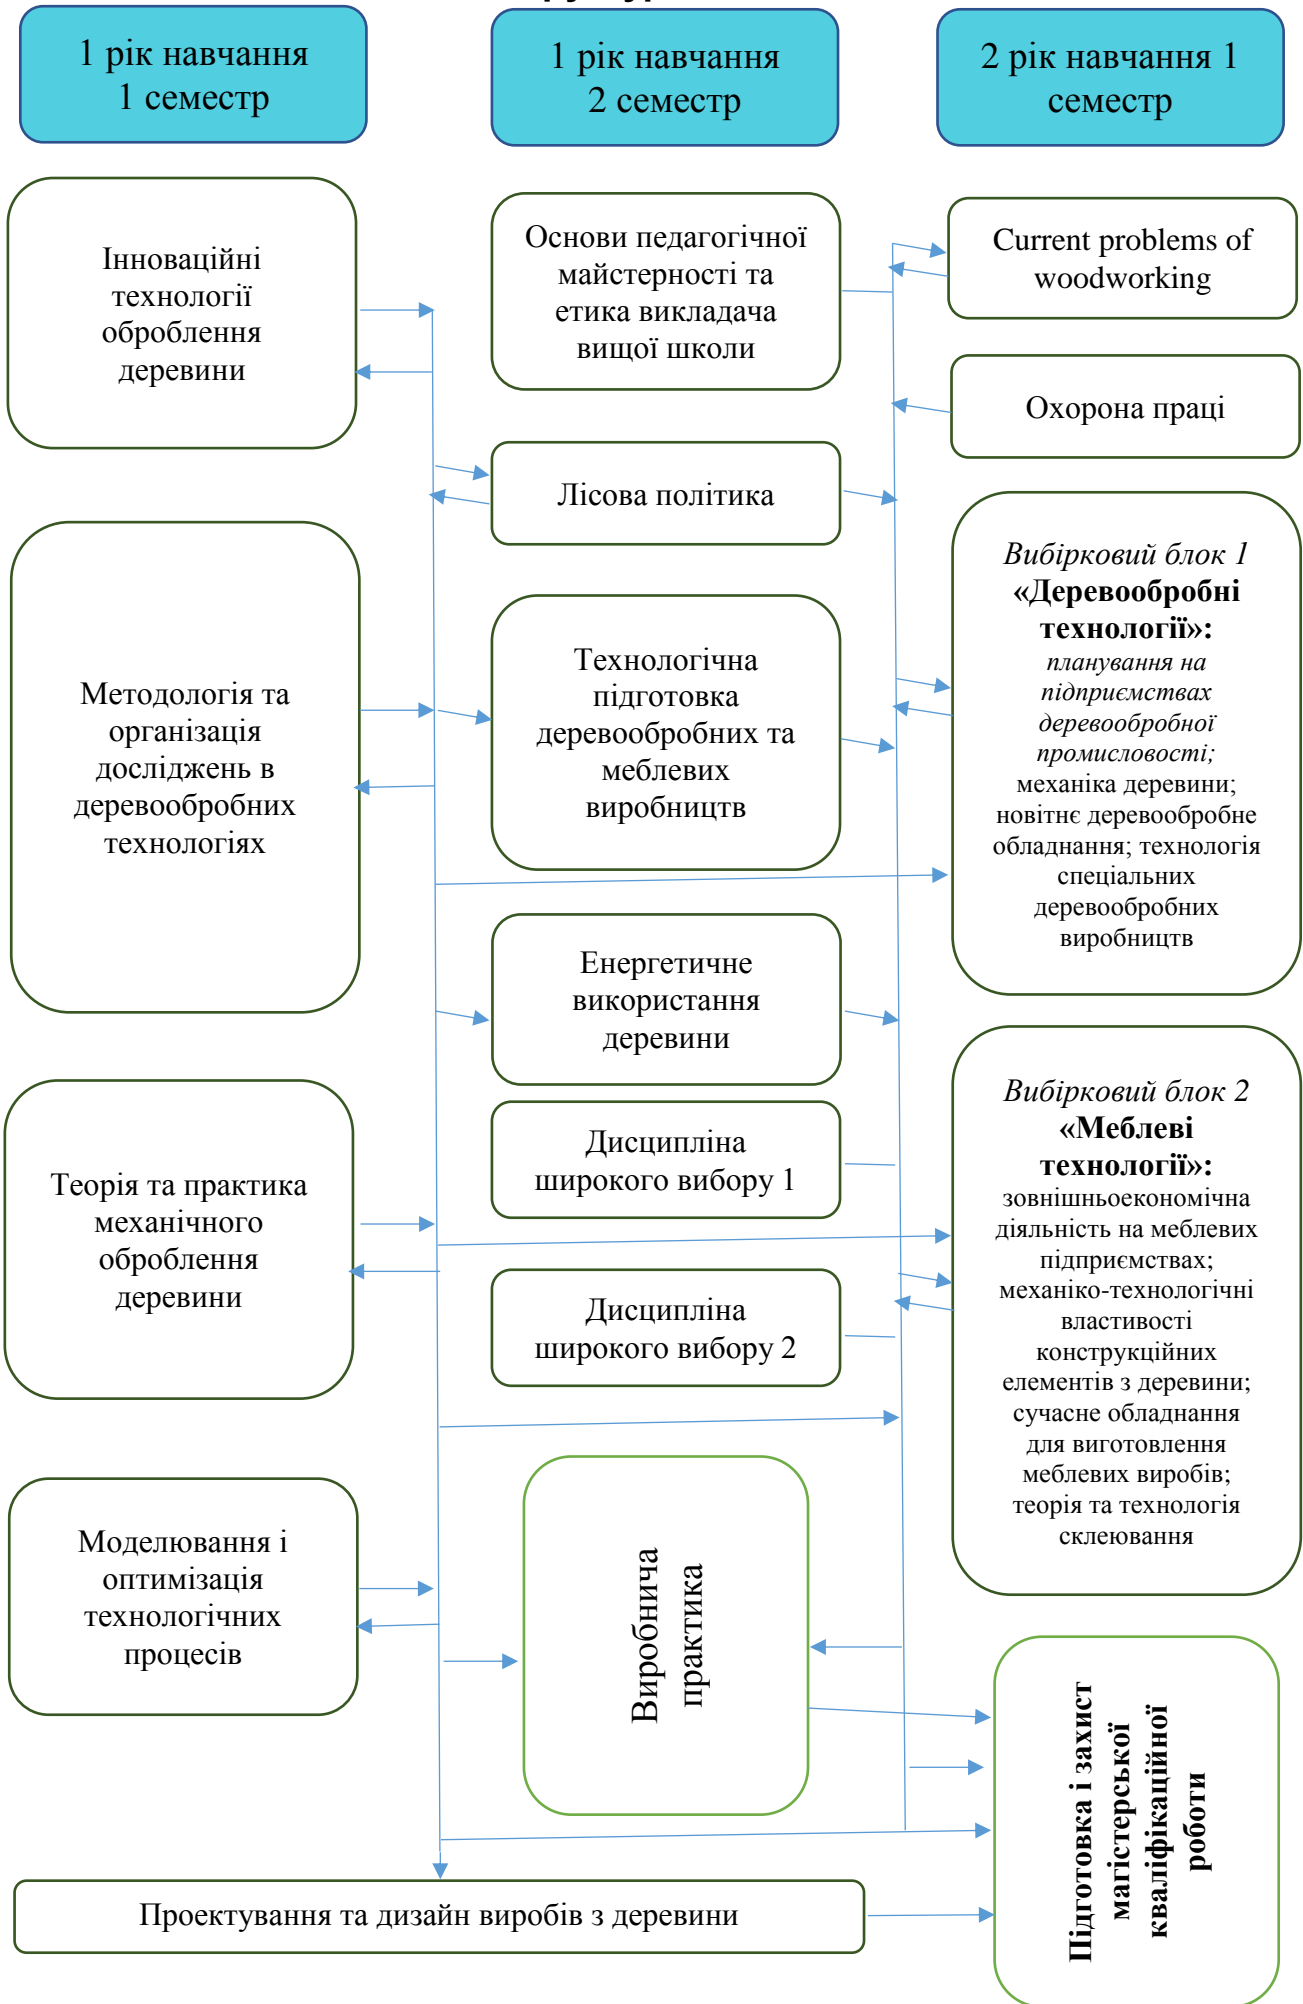 1 рік навчання
1 семестр
1 рік навчання
2 семестр
2 рік навчання 1
семестр
Інноваційні
технології
оброблення
деревини
Методологія та
організація
досліджень в
деревообробних
технологіях
Теорія та практика
механічного
оброблення
деревини
Моделювання і
оптимізація
технологічних
процесів
Основи педагогічної
майстерності та
етика викладача
вищої школи
Лісова політика
Технологічна
підготовка
деревообробних та
меблевих
виробництв
Енергетичне
використання
деревини
Дисципліна
широкого вибору 1
Дисципліна
широкого вибору 2
Виробнича
практика
Current problems of
woodworking
Охорона праці
Вибірковий блок 1
«Деревообробні
технології»:
планування на
підприємствах
деревообробної
промисловості;
механіка деревини;
новітнє деревообробне
обладнання; технологія
спеціальних
деревообробних
виробництв
Вибірковий блок 2
«Меблеві
технології»:
зовнішньоекономічна
діяльність на меблевих
підприємствах;
механіко-технологічні
властивості
конструкційних
елементів з деревини;
сучасне обладнання
для виготовлення
меблевих виробів;
теорія та технологія
склеювання
Підготовка і захист
магістерської
кваліфікаційної
роботи
Проектування та дизайн виробів з деревини